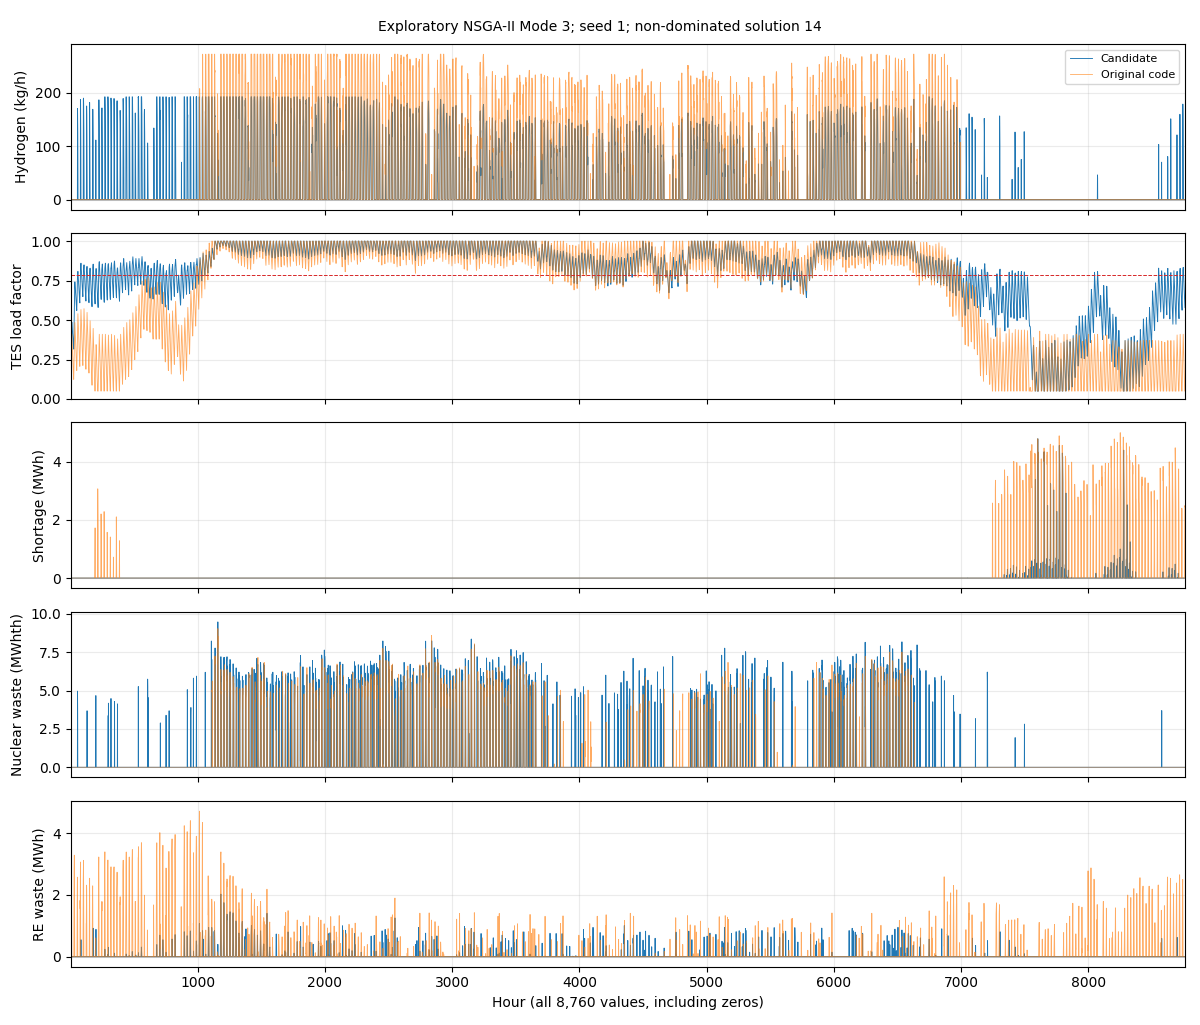 Exploratory NSGA-II Mode 3; seed 1; non-dominated solution 14
Hydrogen (kg/h)
200
100
0
Candidate
Original code
TES load factor
1.00
0.75
0.50
0.25
0.00
Shortage (MWh)
4
2
0
Nuclear waste (MWhth)
10.0
7.5
5.0
2.5
0.0
RE waste (MWh)
4
2
0
1000 2000 3000 4000 5000 6000 7000 8000
Hour (all 8,760 values, including zeros)